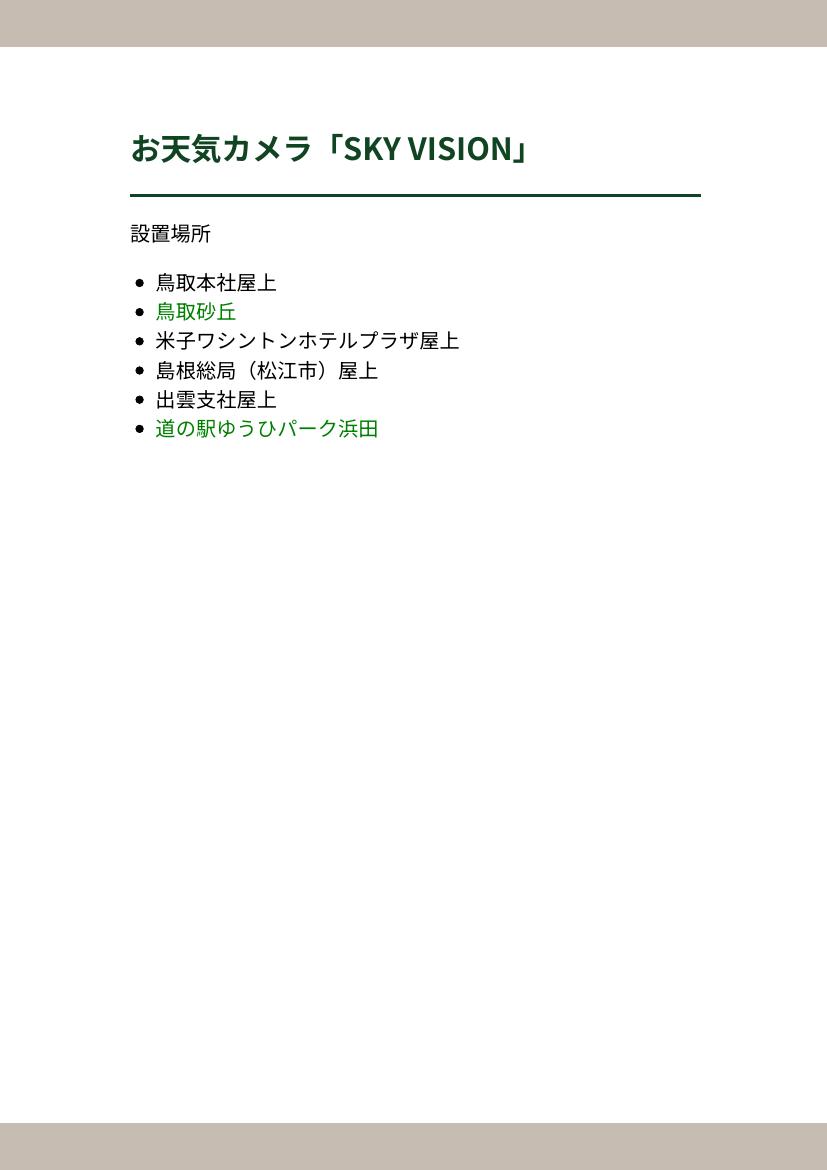 お天気カメラ「SKY VISION」
設置場所
• 鳥取本社屋上
• 鳥取砂丘
• 米子ワシントンホテルプラザ屋上
• 島根総局（松江市）屋上
• 出雲支社屋上
• 道の駅ゆうひパーク浜田